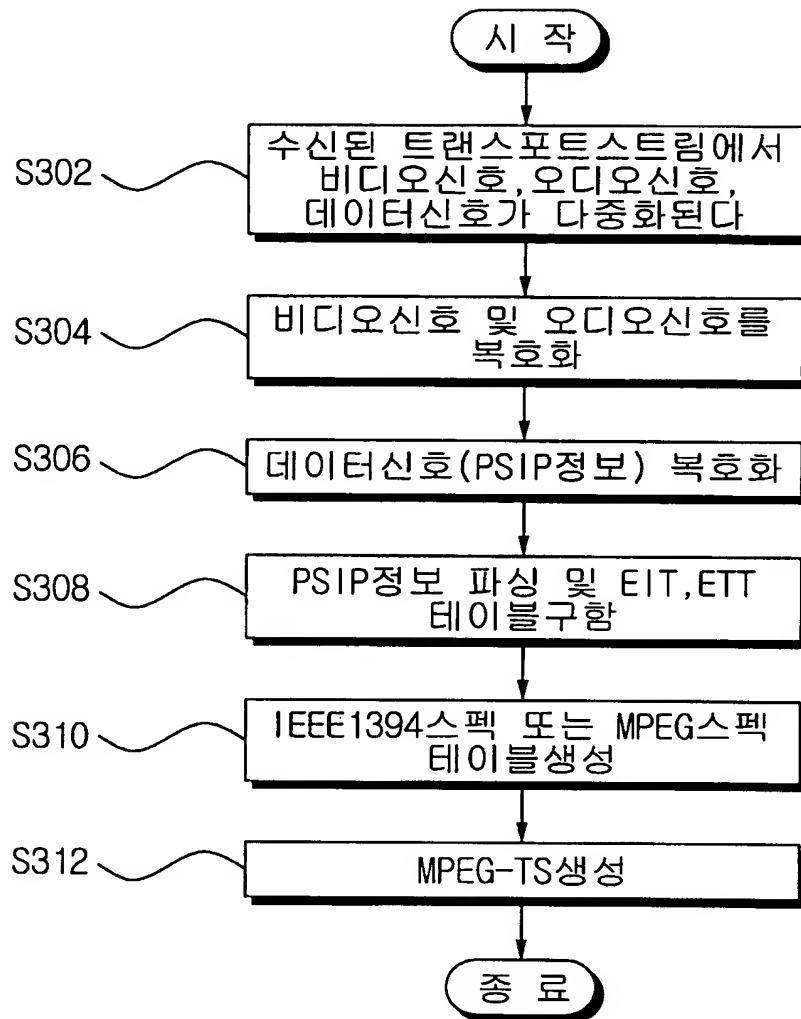 시 작
S302
수신된 트랜스포트스트림에서
비디오신호,오디오신호,
데이터신호가 다중화된다
S304
비디오신호 및 오디오신호를
복호화
S306
데이터신호(PSIP정보) 복호화
S308
PSIP정보 파싱 및 EIT,ETT
테이블구함
S310
IEEE1394스펙 또는 MPEG스펙
테이블생성
S312
MPEG-TS생성
종 료